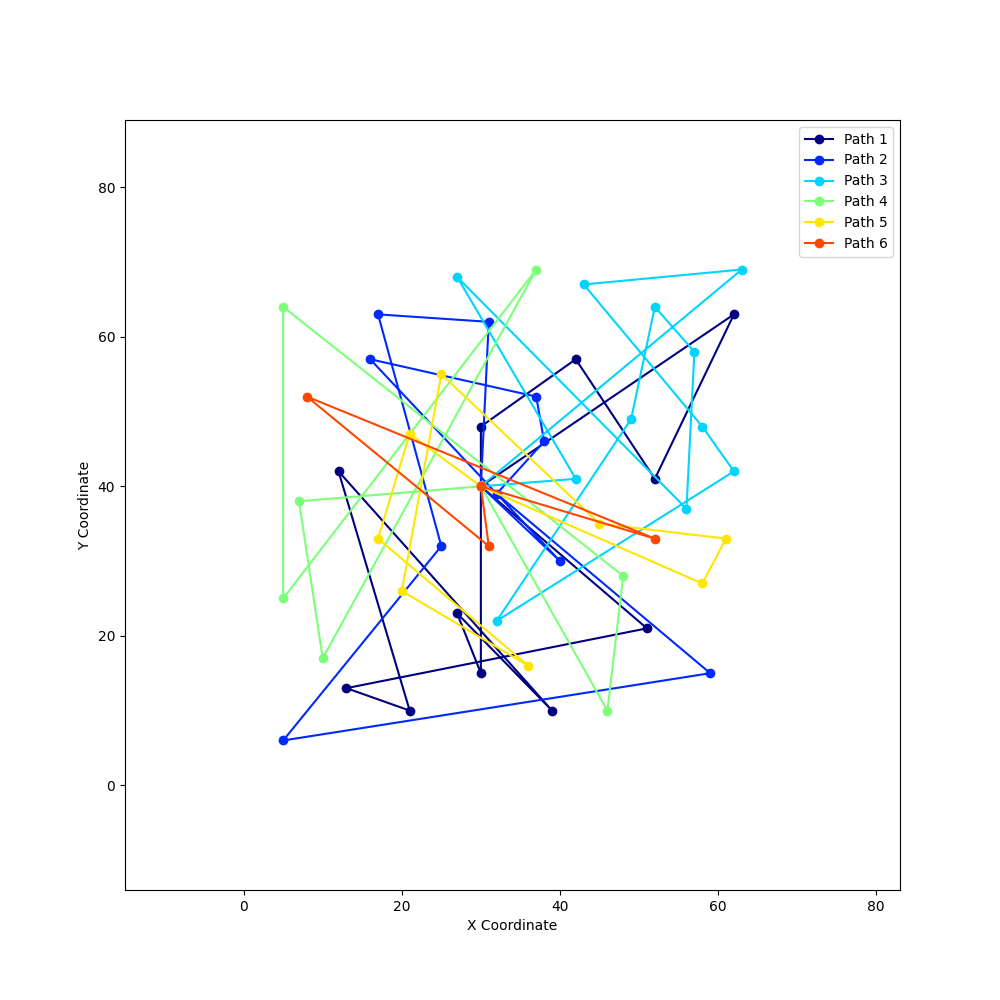 Path 1
Path 2
Path 3
Path 4
Path 5
Path 6
80
60
40
20
0
Y Coordinate
0 20 40 60 80
X Coordinate